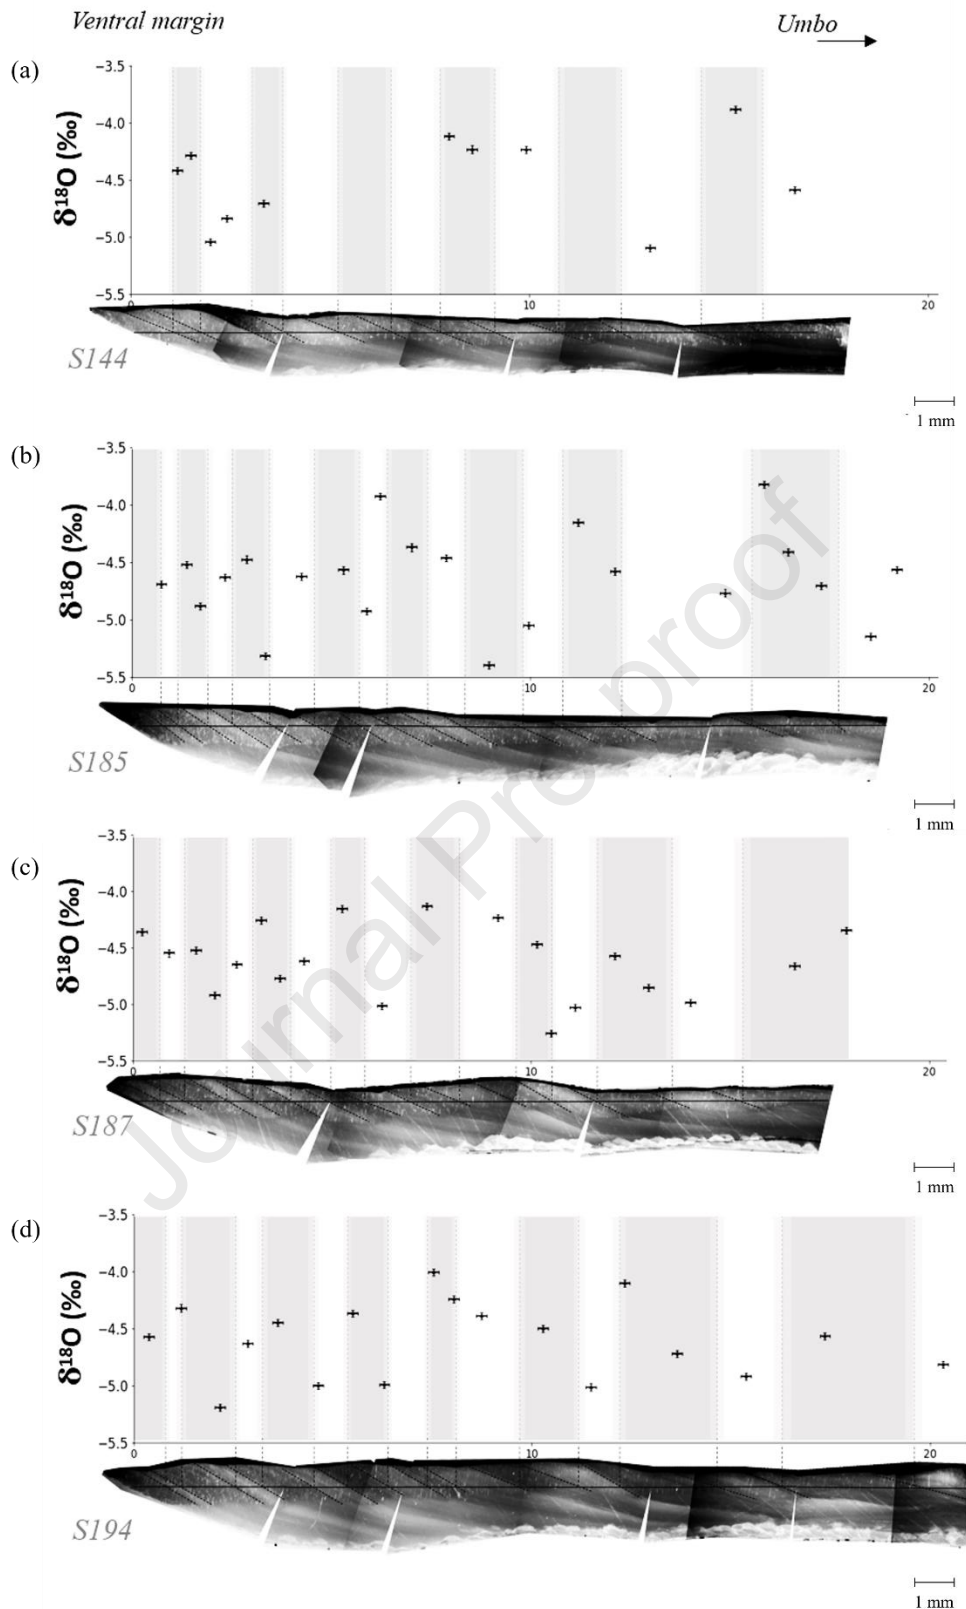 Ventral margin
Umbo
(a)
−3.5
−4.0
−4.5
−5.0
−5.5
δ¹⁸O (‰)
0
10
20
S144
1 mm
(b)
−3.5
−4.0
−4.5
−5.0
−5.5
δ¹⁸O (‰)
0
10
20
S185
1 mm
(c)
−3.5
−4.0
−4.5
−5.0
−5.5
δ¹⁸O (‰)
0
10
20
S187
1 mm
(d)
−3.5
−4.0
−4.5
−5.0
−5.5
δ¹⁸O (‰)
0
10
20
S194
1 mm
Journal Pre-proof